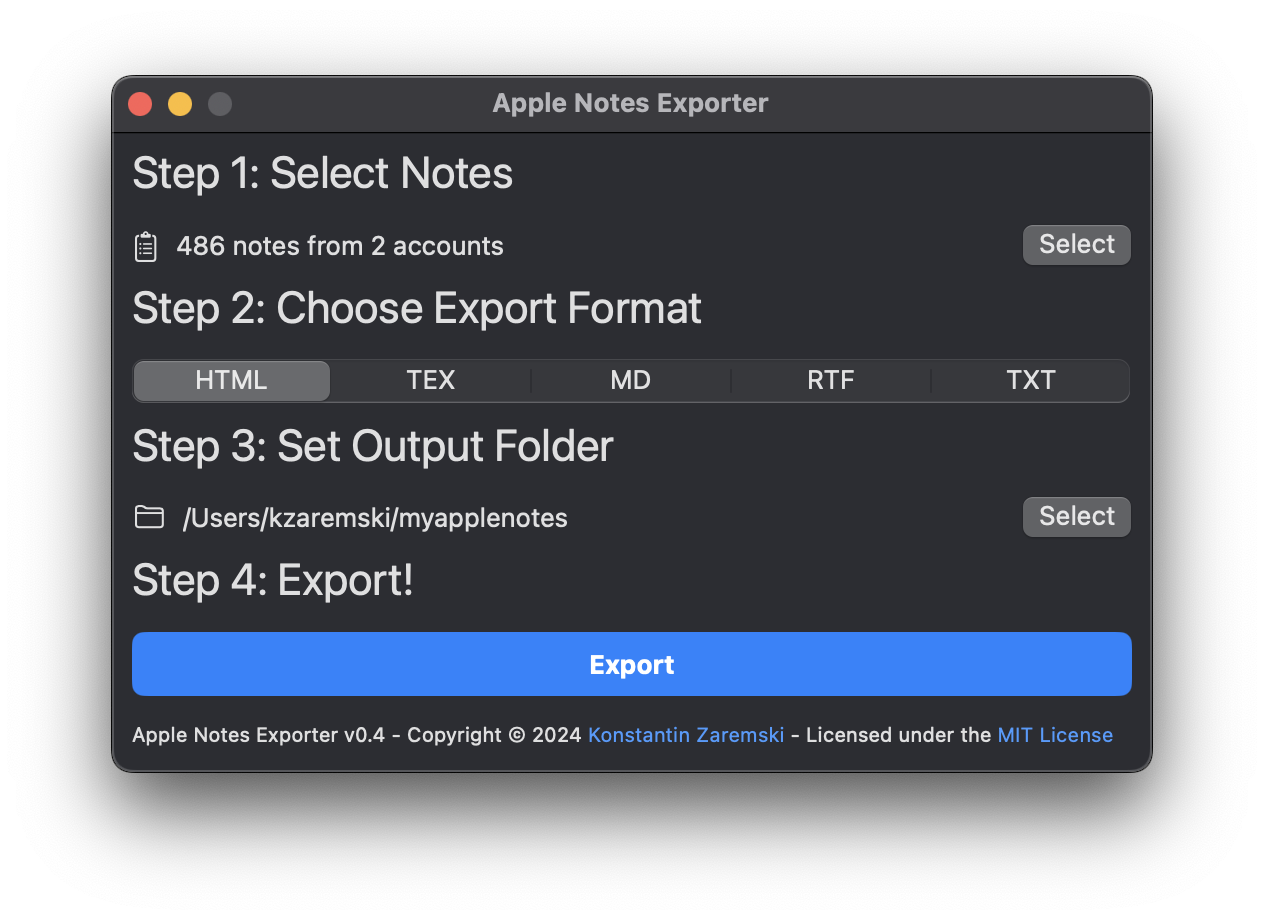 Apple Notes Exporter
Step 1: Select Notes
486 notes from 2 accounts Select
Step 2: Choose Export Format
HTML TEX MD RTF TXT
Step 3: Set Output Folder
/Users/kzaremski/myapplenotes Select
Step 4: Export!
Export
Apple Notes Exporter v0.4 - Copyright © 2024 Konstantin Zaremski - Licensed under the MIT License